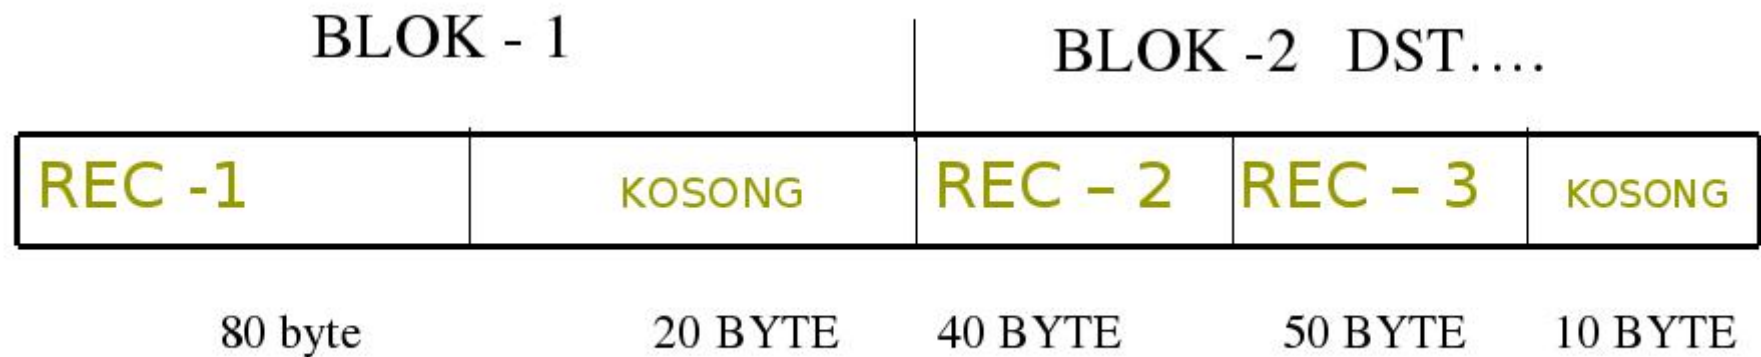 BLOK - 1 BLOK -2 DST....
REC -1 KOSONG REC – 2 REC – 3 KOSONG
80 byte 20 BYTE 40 BYTE 50 BYTE 10 BYTE